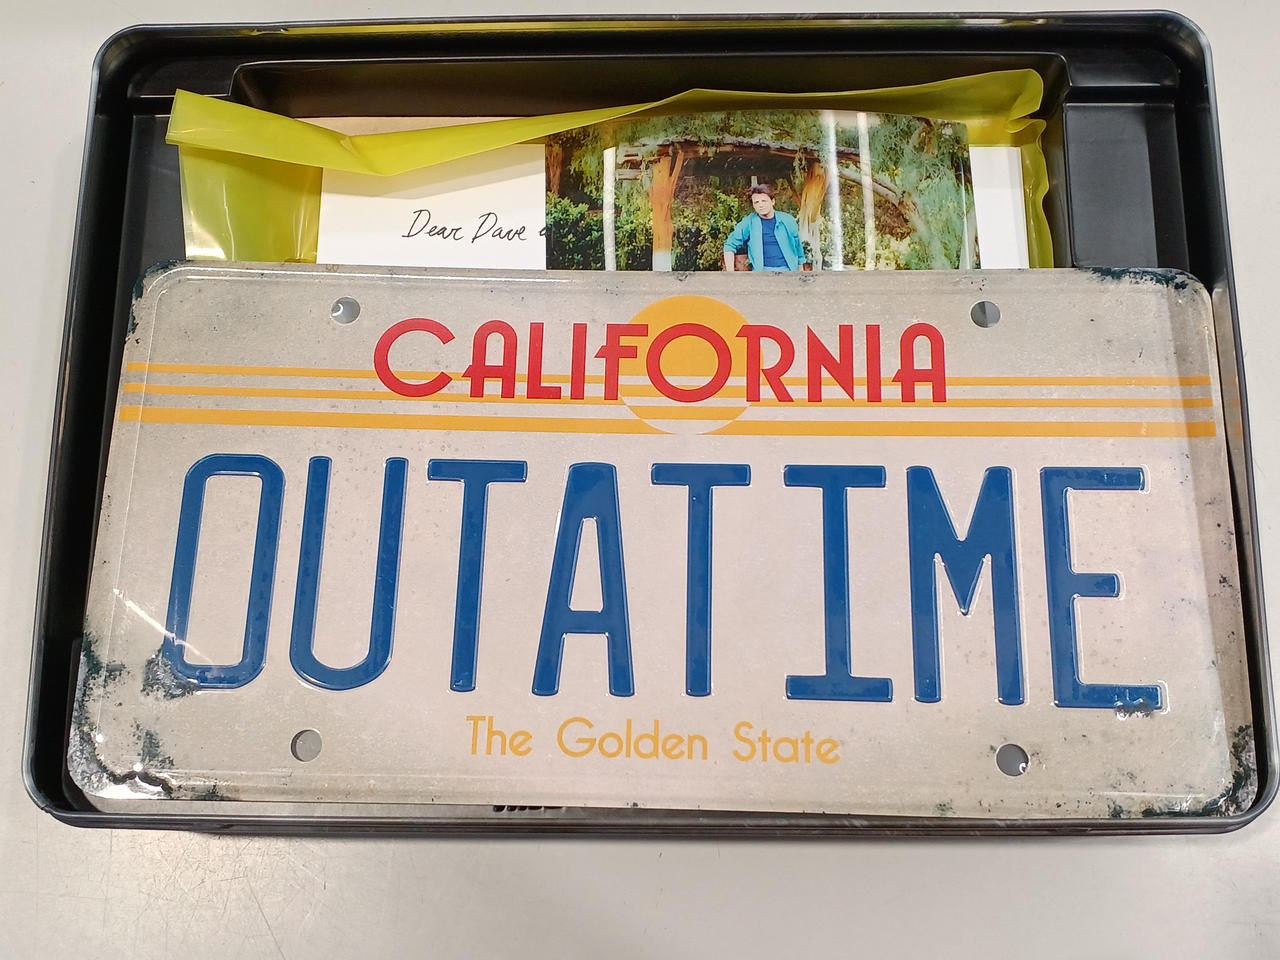 Dear Dave
CALIFORNIA
OUTATIME
The Golden State